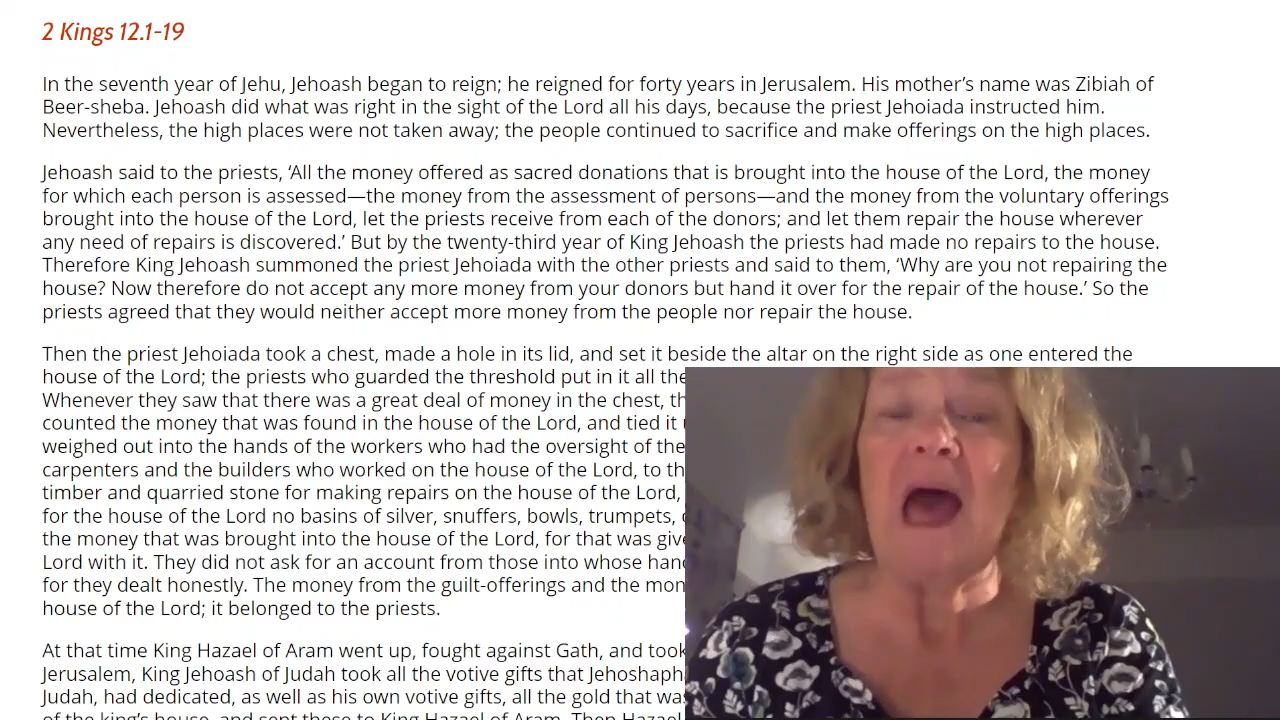 2 Kings 12.1-19
In the seventh year of Jehu, Jehoash began to reign; he reigned for forty years in Jerusalem. His mother’s name was Zibiah of
Beer-sheba. Jehoash did what was right in the sight of the Lord all his days, because the priest Jehoiada instructed him.
Nevertheless, the high places were not taken away; the people continued to sacrifice and make offerings on the high places.
Jehoash said to the priests, ‘All the money offered as sacred donations that is brought into the house of the Lord, the money
for which each person is assessed—the money from the assessment of persons—and the money from the voluntary offerings
brought into the house of the Lord, let the priests receive from each of the donors; and let them repair the house wherever
any need of repairs is discovered.’ But by the twenty-third year of King Jehoash the priests had made no repairs to the house.
Therefore King Jehoash summoned the priest Jehoiada with the other priests and said to them, ‘Why are you not repairing the
house? Now therefore do not accept any more money from your donors but hand it over for the repair of the house.’ So the
priests agreed that they would neither accept more money from the people nor repair the house.
Then the priest Jehoiada took a chest, made a hole in its lid, and set it beside the altar on the right side as one entered the
house of the Lord; the priests who guarded the threshold put in it all the
Whenever they saw that there was a great deal of money in the chest, th
counted the money that was found in the house of the Lord, and tied it
weighed out into the hands of the workers who had the oversight of the
carpenters and the builders who worked on the house of the Lord, to th
timber and quarried stone for making repairs on the house of the Lord,
for the house of the Lord no basins of silver, snuffers, bowls, trumpets,
the money that was brought into the house of the Lord, for that was give
Lord with it. They did not ask for an account from those into whose hand
for they dealt honestly. The money from the guilt-offerings and the mon
house of the Lord; it belonged to the priests.
At that time King Hazael of Aram went up, fought against Gath, and took
Jerusalem, King Jehoash of Judah took all the votive gifts that Jehoshaph
Judah, had dedicated, as well as his own votive gifts, all the gold that was
of the king’s house, and sent these to King Hazael of Aram. Then Hazael